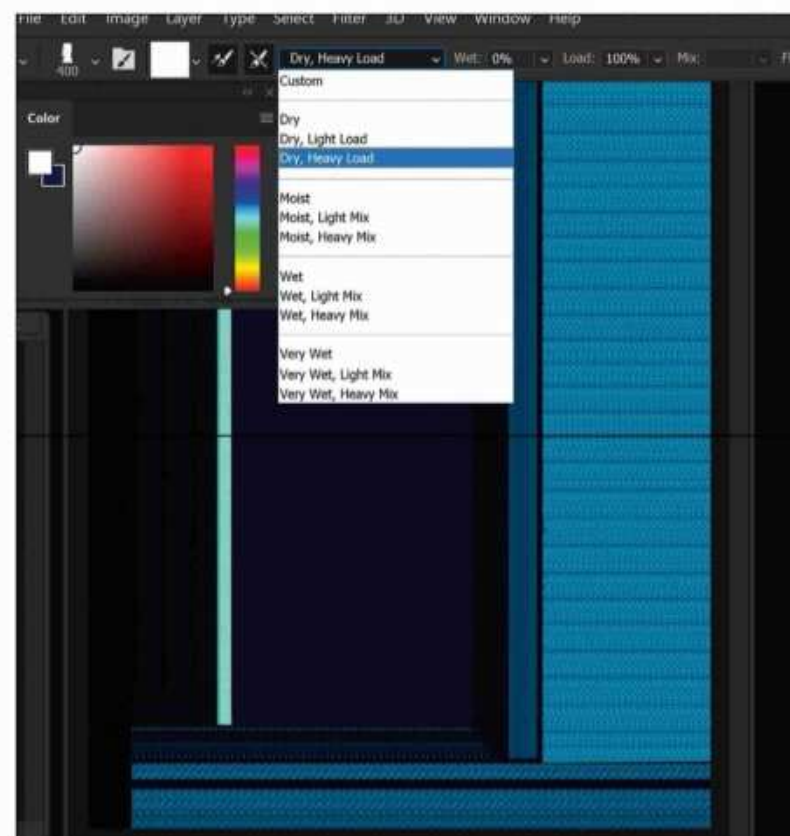 File Edit Image Layer Type Select Filter 3D View Window Help
400 Dry, Heavy Load Wet: 0% Load: 100% Mix:
Custom
Color
Dry
Dry, Light Load
Dry, Heavy Load
Moist
Moist, Light Mix
Moist, Heavy Mix
Wet
Wet, Light Mix
Wet, Heavy Mix
Very Wet
Very Wet, Light Mix
Very Wet, Heavy Mix